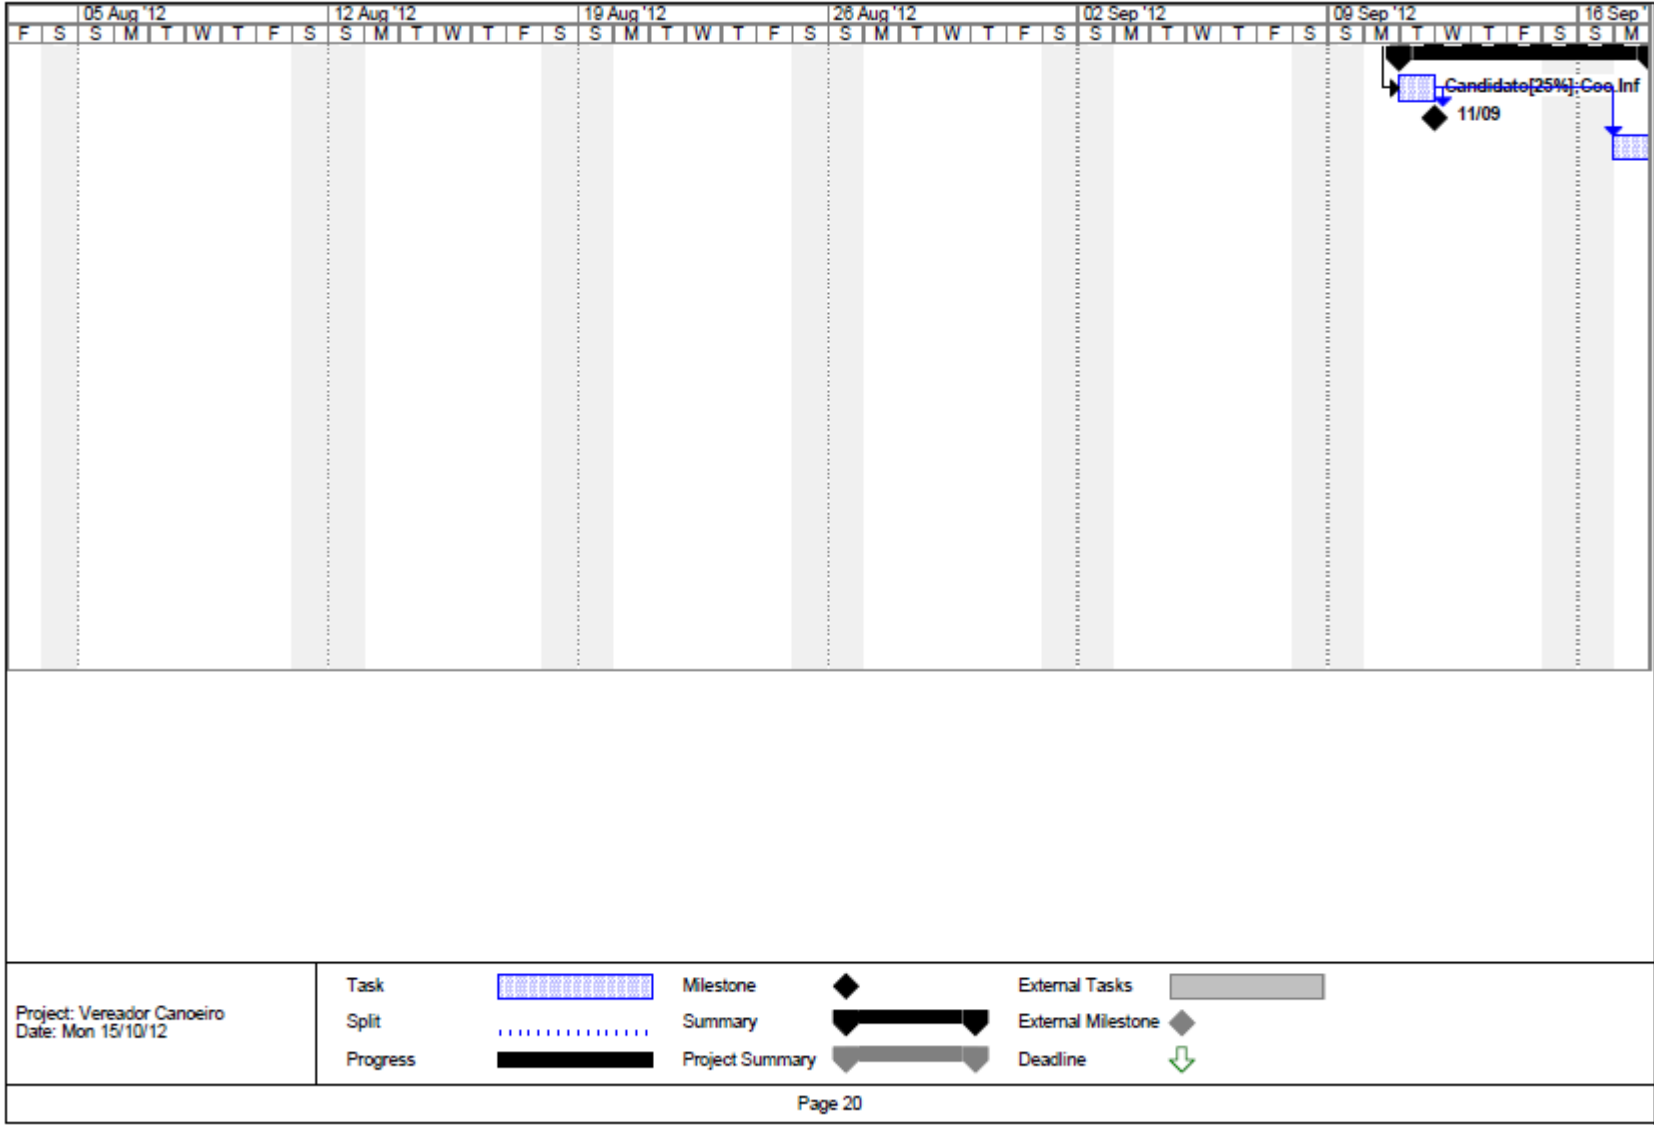 05 Aug '12 12 Aug '12 19 Aug '12 26 Aug '12 02 Sep '12 09 Sep '12 16 Sep '
F S S M T W T F S S M T W T F S S M T W T F S S M T W T F S S M T W T F S S M T W T F S S M
Candidato[25%];Coo.Inf
11/09
Project: Vereador Canoeiro
Date: Mon 15/10/12
Task
Split
Progress
Milestone
Summary
Project Summary
External Tasks
External Milestone
Deadline
Page 20